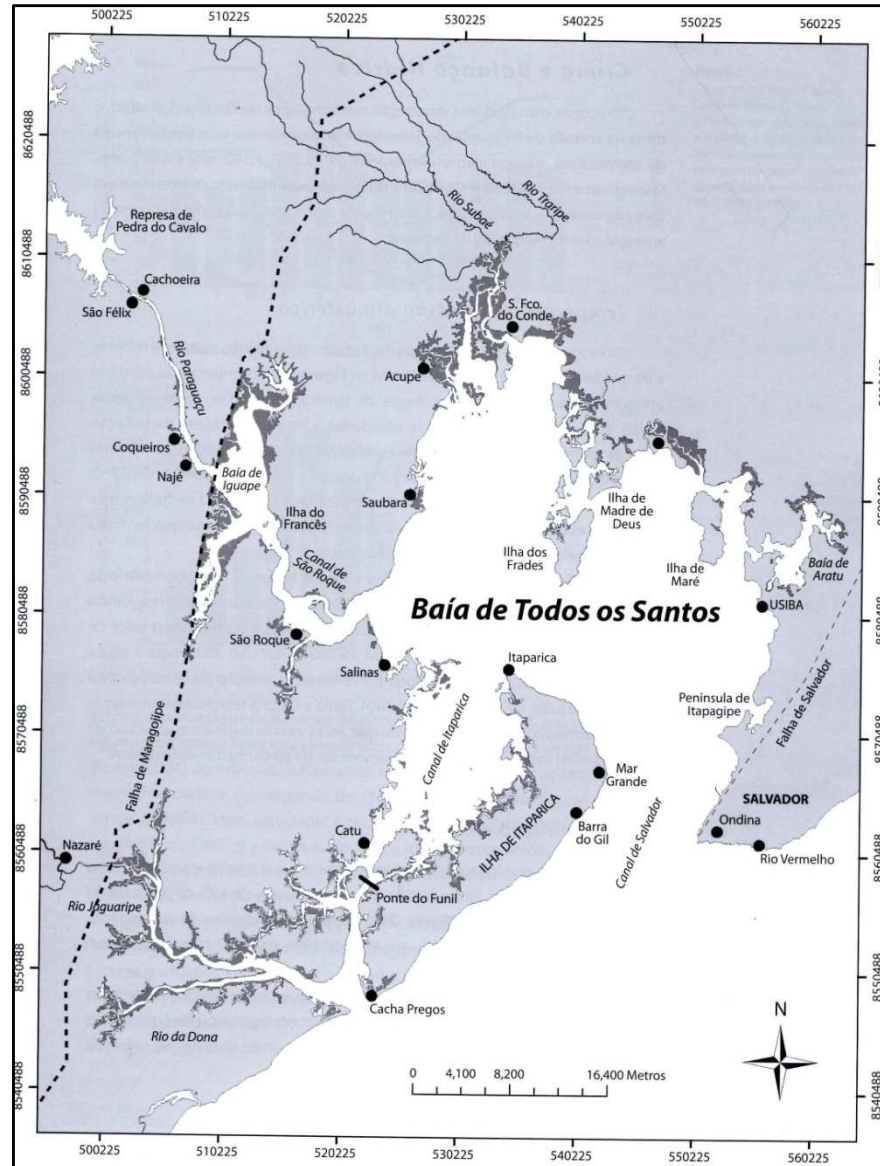 500225 510225 520225 530225 540225 550225 560225
8620488
8610488
8600488
8590488
8580488
8570488
8560488
8550488
8540488
Rio Traripe
Rio Subaé
Represa de
Pedra do Cavalo
Cachoeira
São Félix
S. Fco.
do Conde
Rio Paraguaçu
Acupe
Coqueiros
Najé
Baía de
Iguape
Saubara
Ilha do
Francês
Ilha de
Madre de
Deus
Ilha dos
Frades
Ilha de
Maré
Baía de
Aratu
Canal de
São Roque
Baía de Todos os Santos
USIBA
São Roque
Salinas
Itaparica
Peninsula de
Itapagipe
Falha de Salvador
Canal de Itaparica
Falha de Maragojipe
Mar
Grande
SALVADOR
Ondina
Rio Vermelho
ILHA DE ITAPARICA
Barra
do Gil
Canal de Salvador
Nazaré
Catu
Ponte do Funil
Rio Jaguaripe
Cacha Pregos
Rio da Dona
N
0 4,100 8,200 16,400 Metros
8580488
8570488
8560488
8550488
8540488
500225 510225 520225 530225 540225 550225 560225